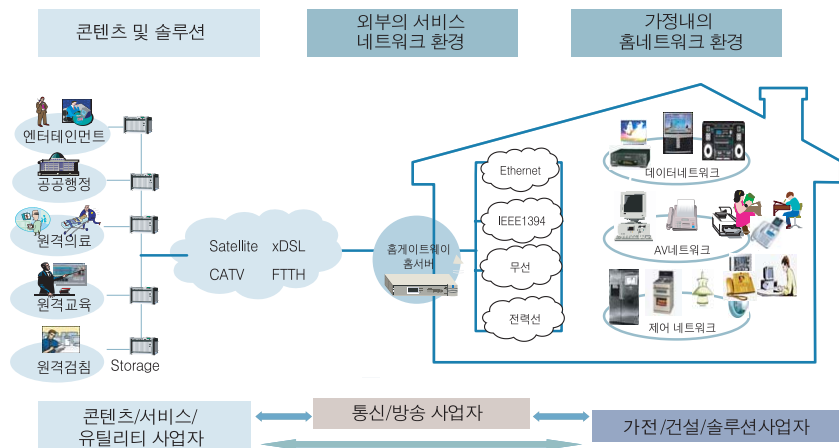 콘텐츠 및 솔루션
외부의 서비스
네트워크 환경
가정내의
홈네트워크 환경
엔터테인먼트
공공행정
원격의료
원격교육
원격검침
Storage
Satellite xDSL
CATV FTTH
홈게이트웨이
홈서버
Ethernet
IEEE1394
무선
전력선
데이터네트워크
AV네트워크
제어 네트워크
콘텐츠/서비스/
유틸리티 사업자
통신/방송 사업자
가전/건설/솔루션사업자